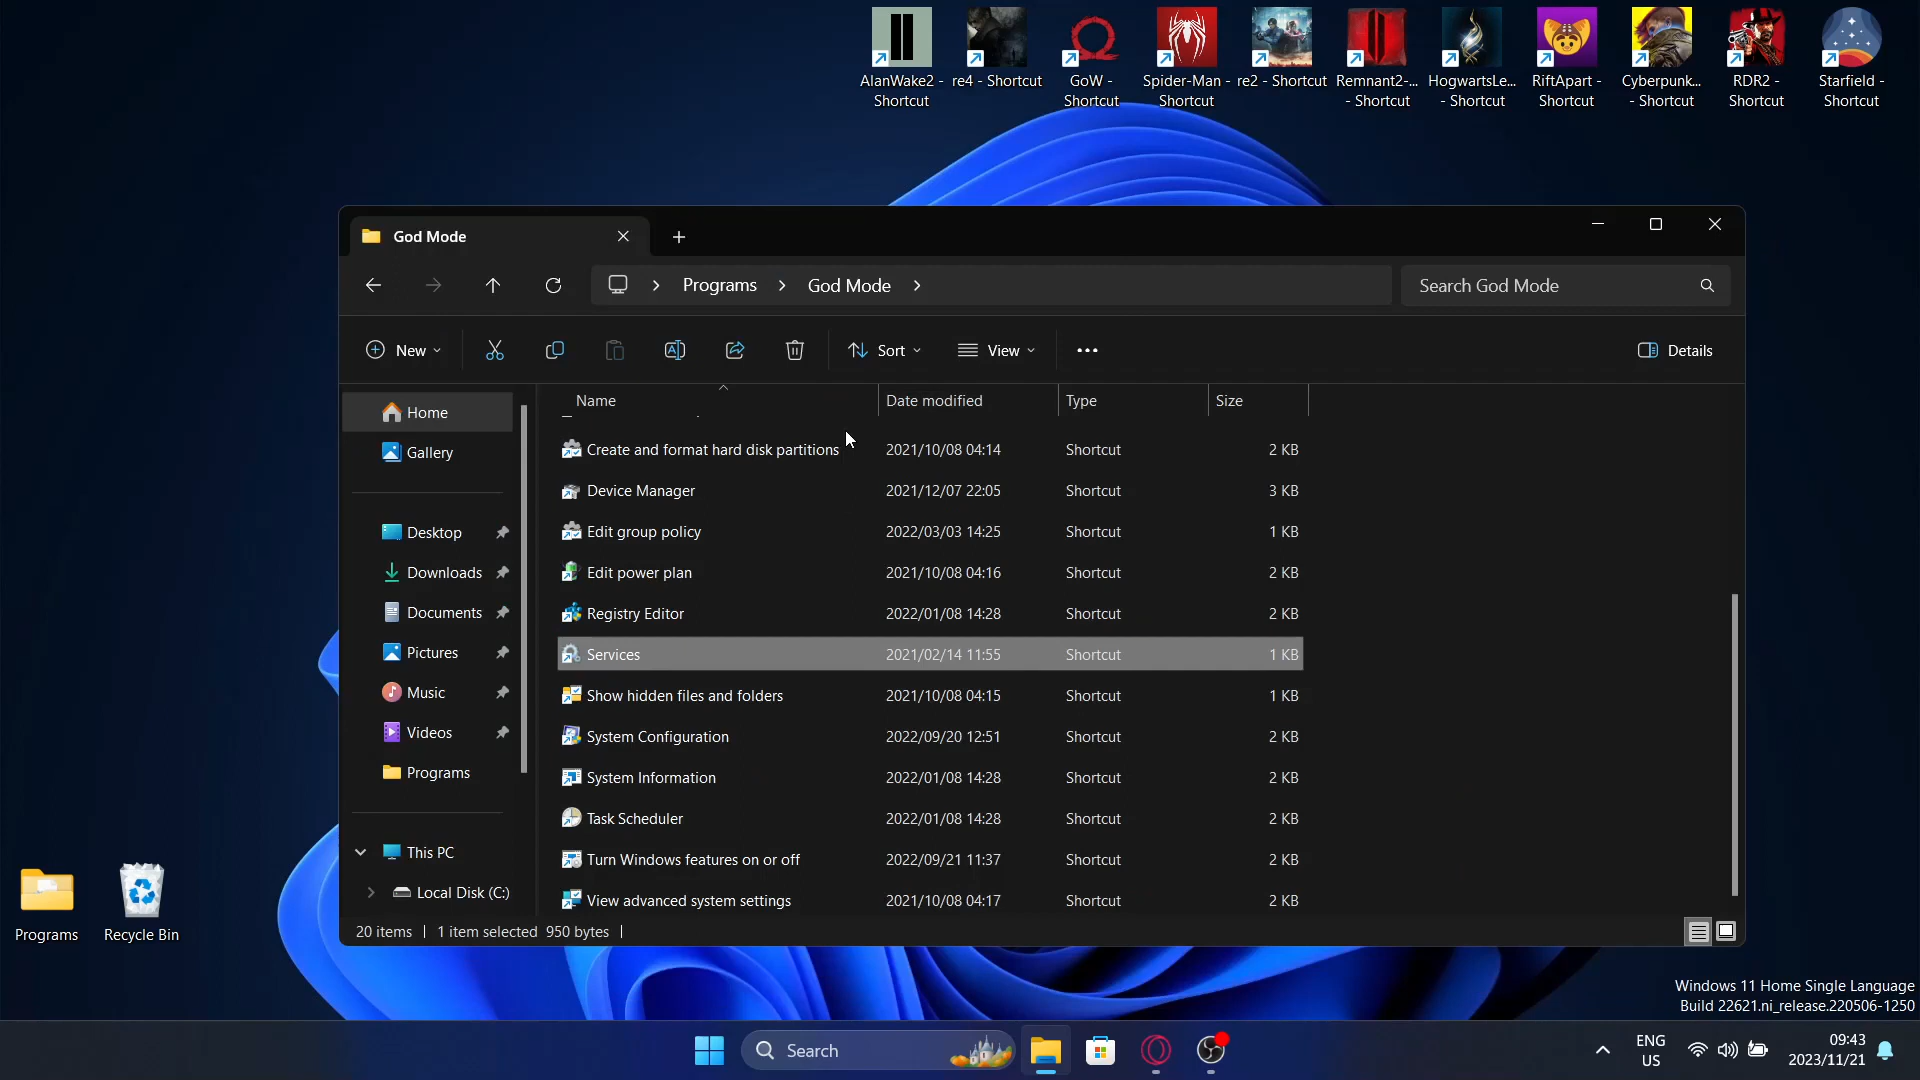 AlanWake2 - Shortcut
re4 - Shortcut
GoW - Shortcut
Spider-Man - Shortcut
re2 - Shortcut
Remnant2-... - Shortcut
HogwartsLe... - Shortcut
RiftApart - Shortcut
Cyberpunk... - Shortcut
RDR2 - Shortcut
Starfield - Shortcut
God Mode
Programs God Mode
Search God Mode
New Sort View Details
Home
Gallery
Desktop
Downloads
Documents
Pictures
Music
Videos
Programs
This PC
Local Disk (C:)
Name Date modified Type Size
Create and format hard disk partitions 2021/10/08 04:14 Shortcut 2 KB
Device Manager 2021/12/07 22:05 Shortcut 3 KB
Edit group policy 2022/03/03 14:25 Shortcut 1 KB
Edit power plan 2021/10/08 04:16 Shortcut 2 KB
Registry Editor 2022/01/08 14:28 Shortcut 2 KB
Services 2021/02/14 11:55 Shortcut 1 KB
Show hidden files and folders 2021/10/08 04:15 Shortcut 1 KB
System Configuration 2022/09/20 12:51 Shortcut 2 KB
System Information 2022/01/08 14:28 Shortcut 2 KB
Task Scheduler 2022/01/08 14:28 Shortcut 2 KB
Turn Windows features on or off 2022/09/21 11:37 Shortcut 2 KB
View advanced system settings 2021/10/08 04:17 Shortcut 2 KB
20 items 1 item selected 950 bytes
Programs
Recycle Bin
Windows 11 Home Single Language
Build 22621.ni_release.220506-1250
Search
ENG
US
09:43
2023/11/21